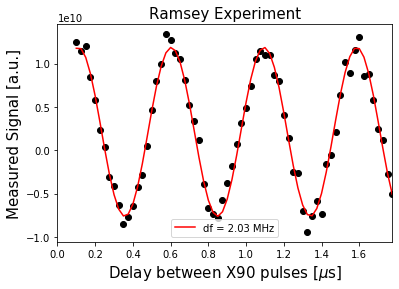 Ramsey Experiment
1e10
Measured Signal [a.u.]
1.0
0.5
0.0
−0.5
−1.0
df = 2.03 MHz
0.0 0.2 0.4 0.6 0.8 1.0 1.2 1.4 1.6
Delay between X90 pulses [μs]